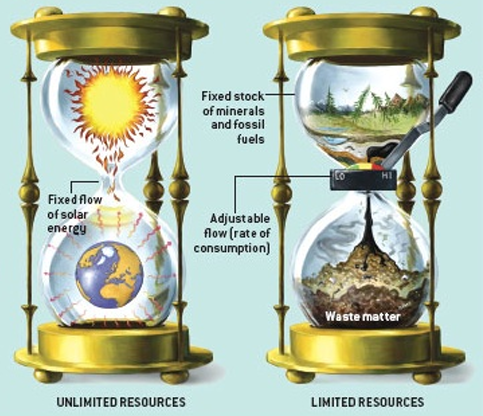 Fixed flow
of solar
energy
UNLIMITED RESOURCES
Fixed stock
of minerals
and fossil
fuels
LO HI
Adjustable
flow (rate of
consumption)
Waste matter
LIMITED RESOURCES